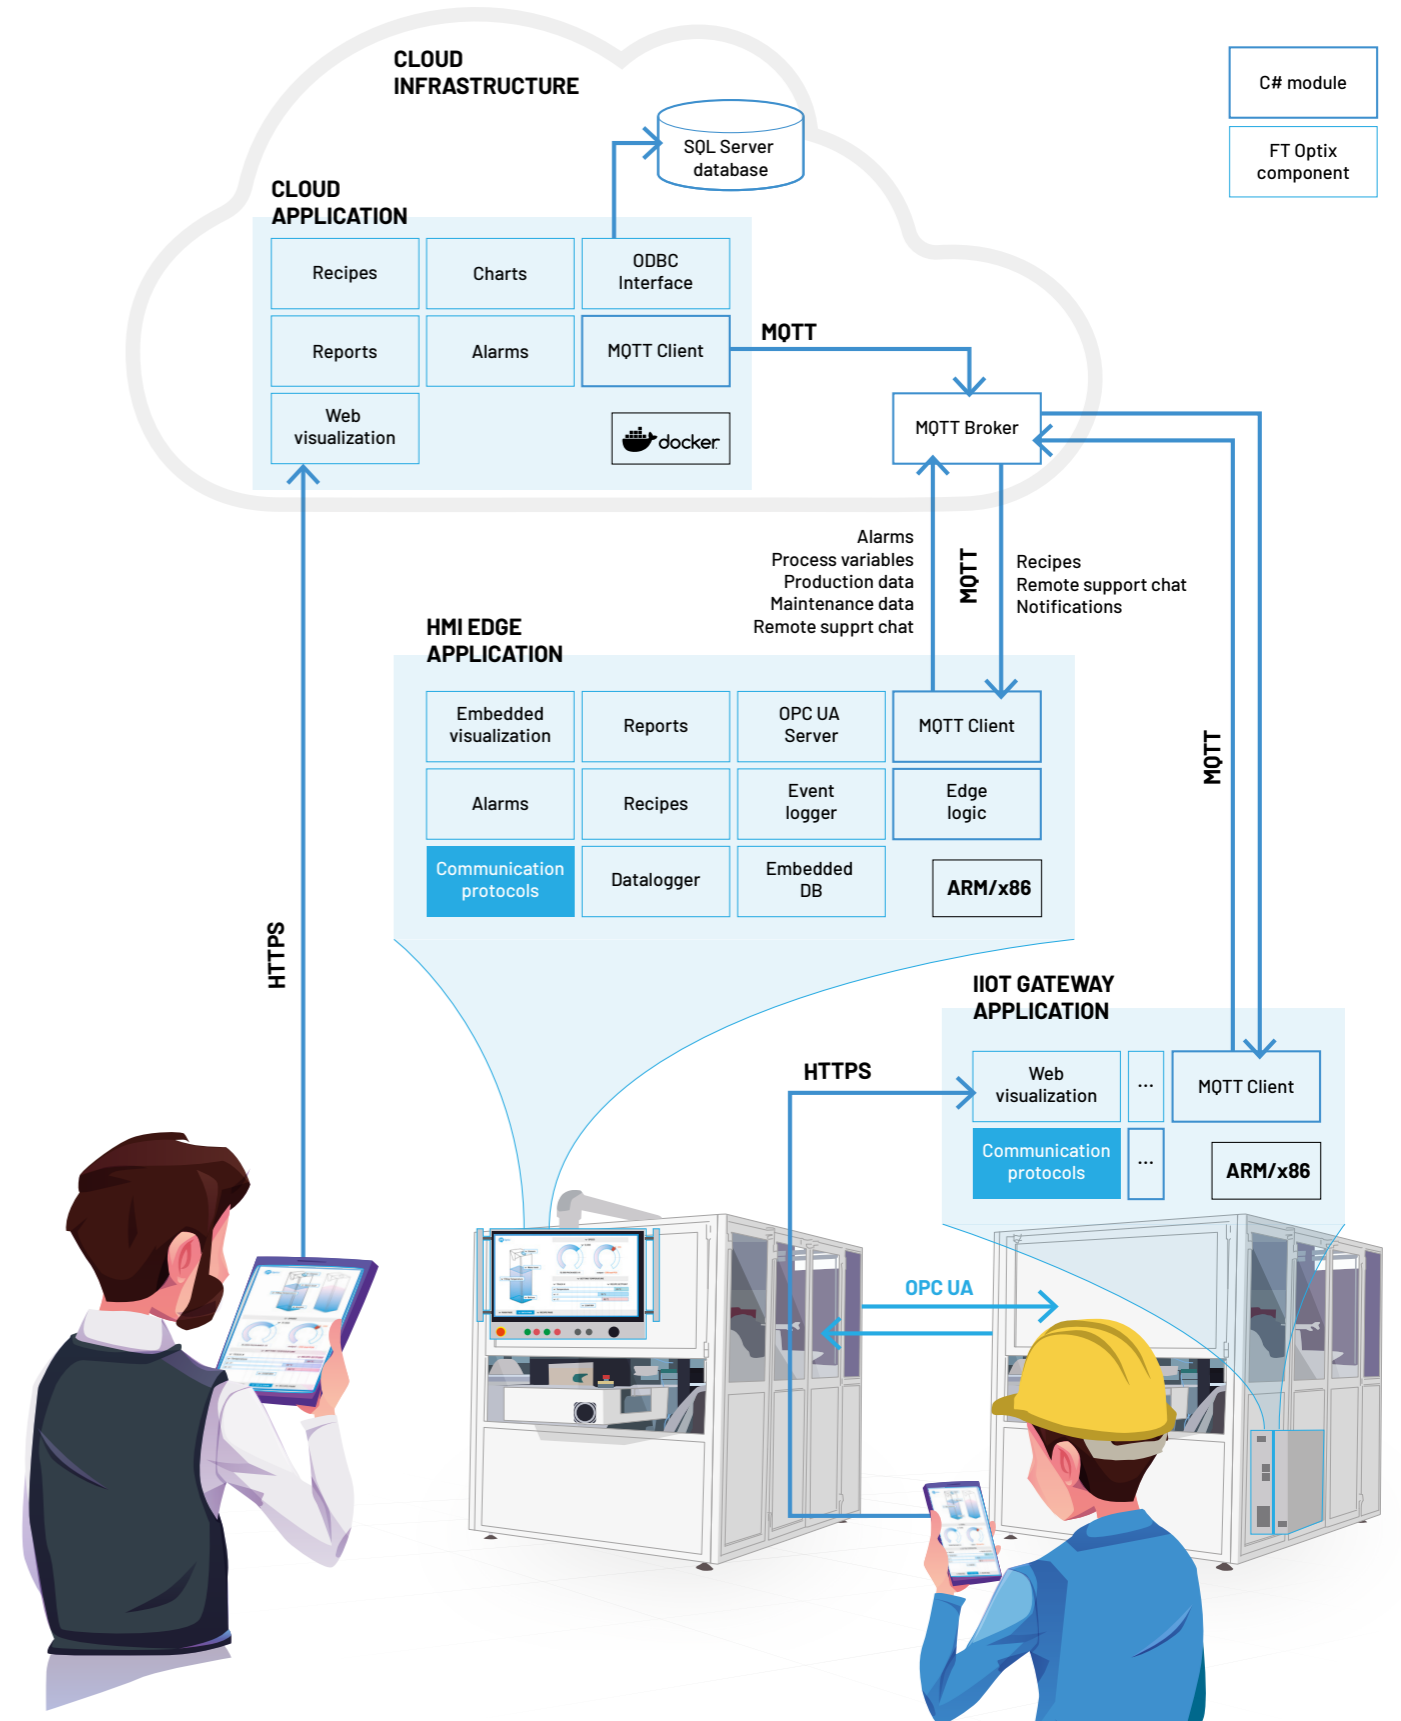 CLOUD
INFRASTRUCTURE
C# module
FT Optix
component
SQL Server
database
CLOUD
APPLICATION
Recipes
Charts
ODBC
Interface
Reports
Alarms
MQTT Client
MQTT
Web
visualization
docker
MQTT Broker
Alarms
Process variables
Production data
Maintenance data
Remote supprt chat
MQTT
Recipes
Remote support chat
Notifications
HMI EDGE
APPLICATION
Embedded
visualization
Reports
OPC UA
Server
MQTT Client
MQTT
Alarms
Recipes
Event
logger
Edge
logic
Communication
protocols
Datalogger
Embedded
DB
ARM/x86
HTTPS
IIOT GATEWAY
APPLICATION
HTTPS
Web
visualization
...
MQTT Client
Communication
protocols
...
ARM/x86
OPC UA